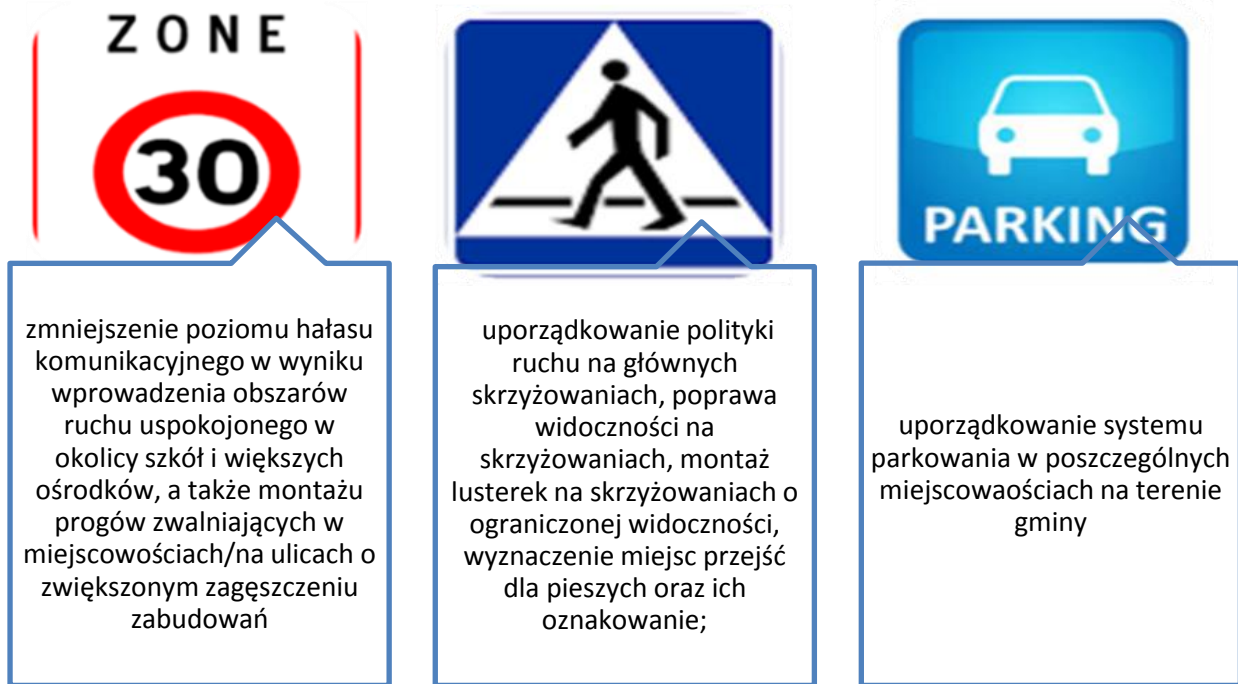 ZONE
30
zmniejszenie poziomu hałasu
komunikacyjnego w wyniku
wprowadzenia obszarów
ruchu uspokojonego w
okolicy szkół i większych
ośrodków, a także montażu
progów zwalniających w
miejscowościach/na ulicach o
zwiększonym zagęszczeniu
zabudowań
uporządkowanie polityki
ruchu na głównych
skrzyżowaniach, poprawa
widoczności na
skrzyżowaniach, montaż
lusterek na skrzyżowaniach o
ograniczonej widoczności,
wyznaczenie miejsc przejść
dla pieszych oraz ich
oznakowanie;
PARKING
uporządkowanie systemu
parkowania w poszczególnych
miejscowaościach na terenie
gminy